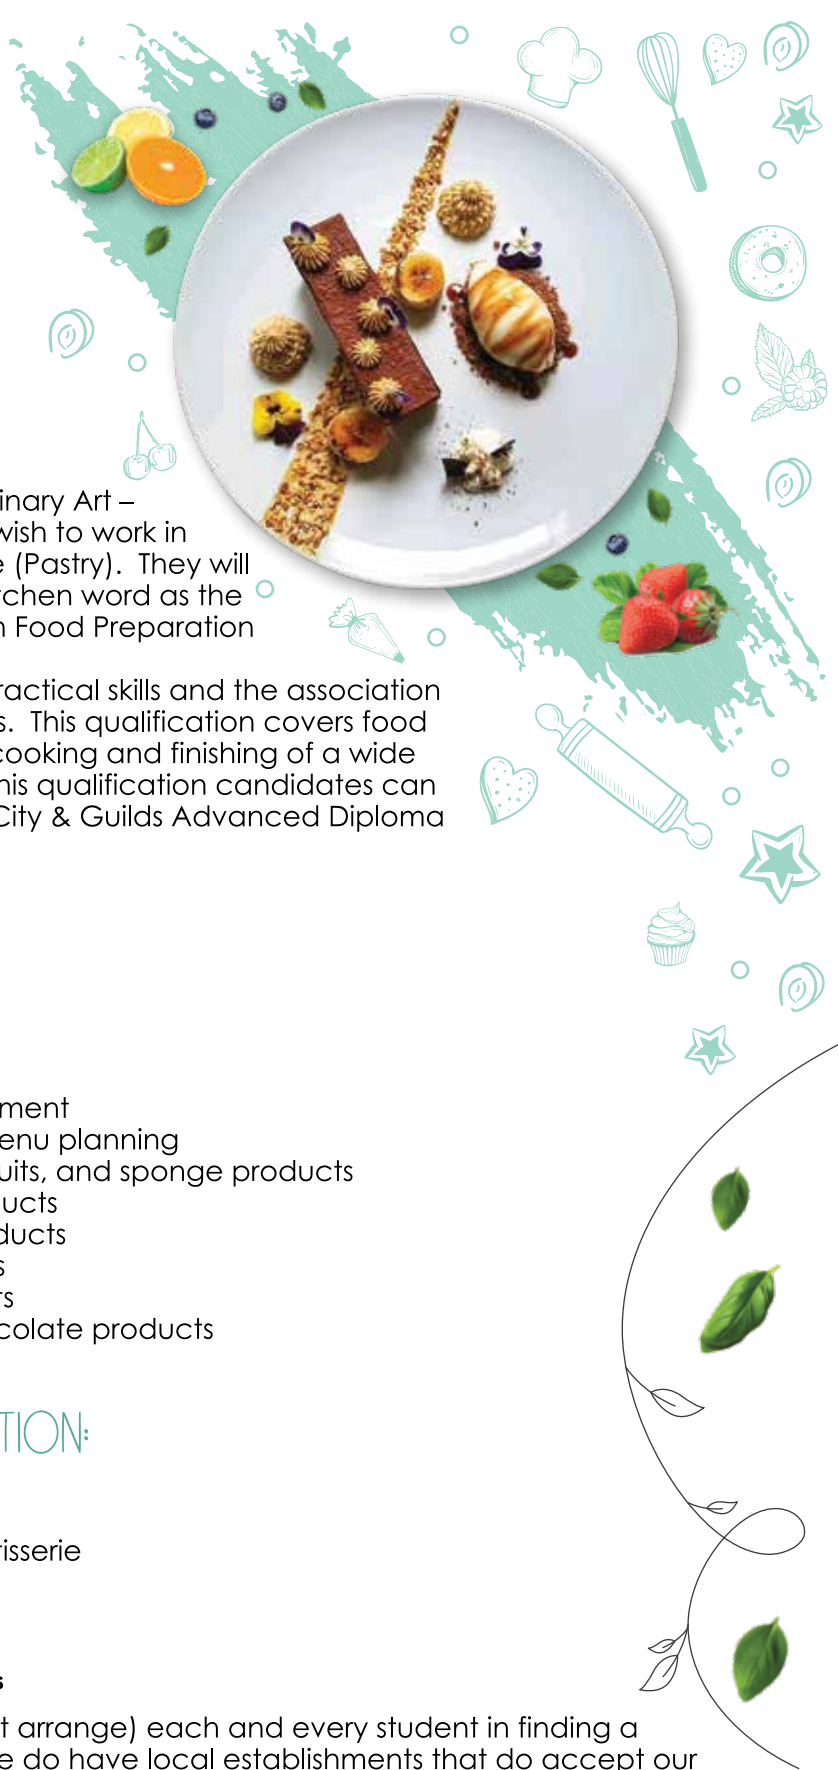 inary Art –
wish to work in
e (Pastry).  They will
tchen word as the
n Food Preparation
ractical skills and the association
s.  This qualification covers food
cooking and finishing of a wide
his qualification candidates can
City & Guilds Advanced Diploma
ment
enu planning
uits, and sponge products
ucts
ducts
s
ts
colate products
TION:
tisserie
s
t arrange) each and every student in finding a
e do have local establishments that do accept our